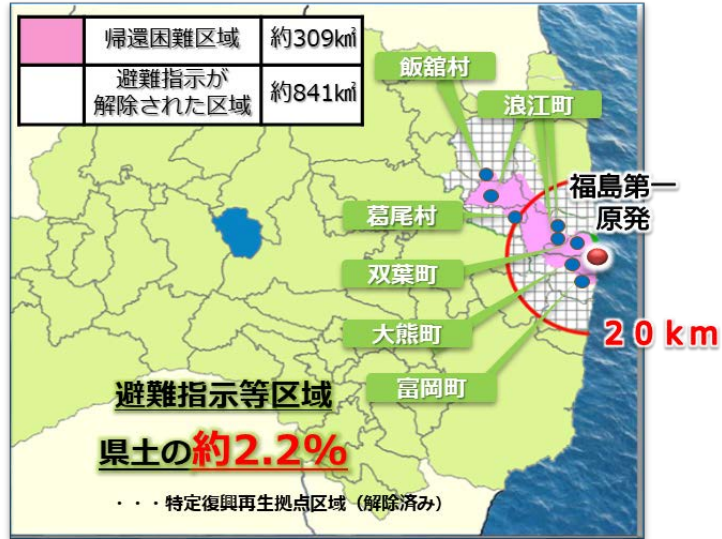 帰還困難区域 約309㎢
避難指示が
解除された区域 約841㎢
飯舘村
浪江町
福島第一
原発
葛尾村
双葉町
大熊町
20km
富岡町
避難指示等区域
県土の約2.2%
・・・特定復興再生拠点区域（解除済み）